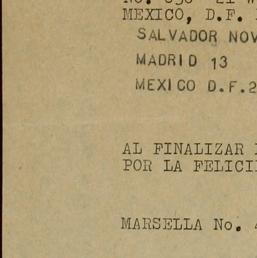 MEXICO, D.F.
SALVADOR NOV
MADRID 13
MEXICO D.F.2
AL FINALIZAR
POR LA FELICI
MARSELLA No.